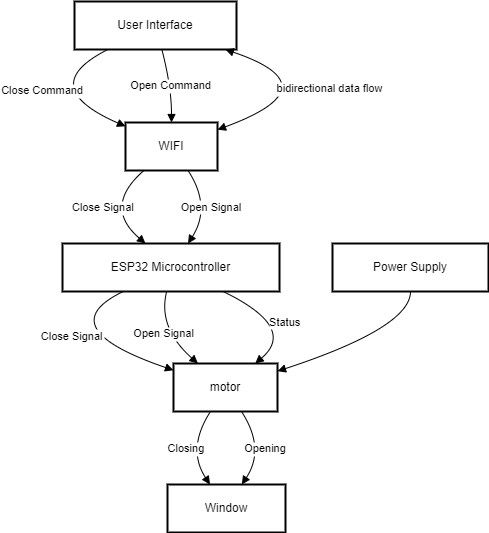 User Interface
Close Command
Open Command
bidirectional data flow
WIFI
Close Signal
Open Signal
ESP32 Microcontroller
Power Supply
Close Signal
Open Signal
Status
motor
Closing
Opening
Window